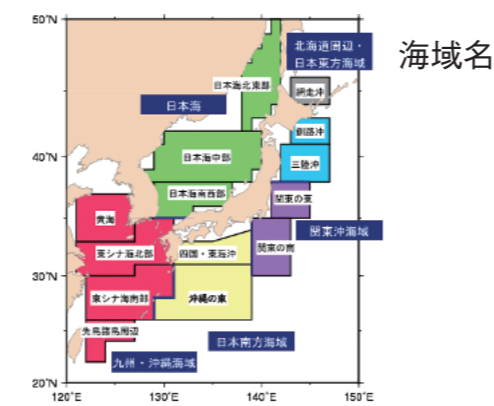 海域名
50°N
40°N
30°N
20°N
120°E
130°E
140°E
150°E
北海道周辺・
日本東方海域
日本海北東部
網走沖
日本海
釧路沖
日本海中部
三陸沖
日本海南西部
関東の東
黄海
関東沖海域
東シナ海北部
四国・東海沖
関東の南
東シナ海南部
沖縄の東
先島諸島周辺
日本南方海域
九州・沖縄海域